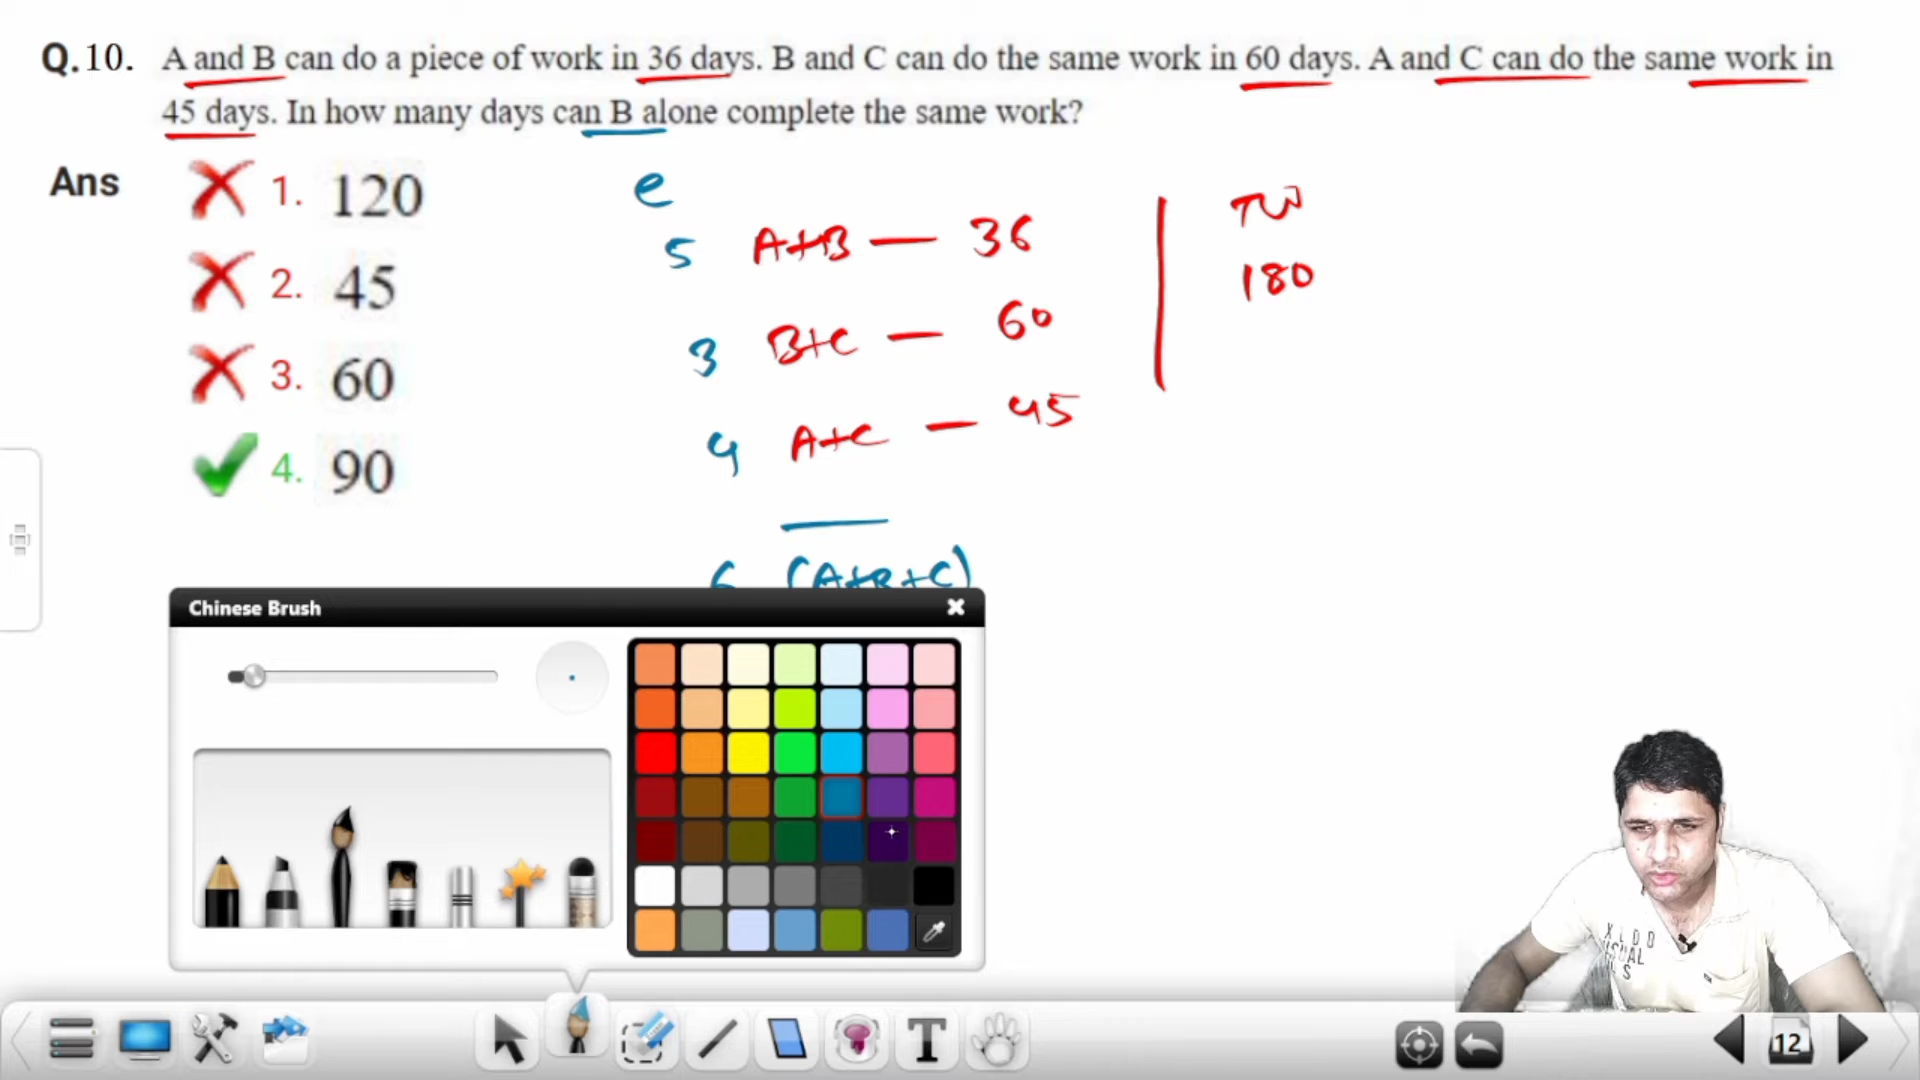 Q.10. A and B can do a piece of work in 36 days. B and C can do the same work in 60 days. A and C can do the same work in
45 days. In how many days can B alone complete the same work?
Ans
1. 120
2. 45
3. 60
4. 90
e
5 A+B — 36
3 B+C — 60
4 A+C — 45
6 (A+B+C)
TW
180
Chinese Brush
T
12